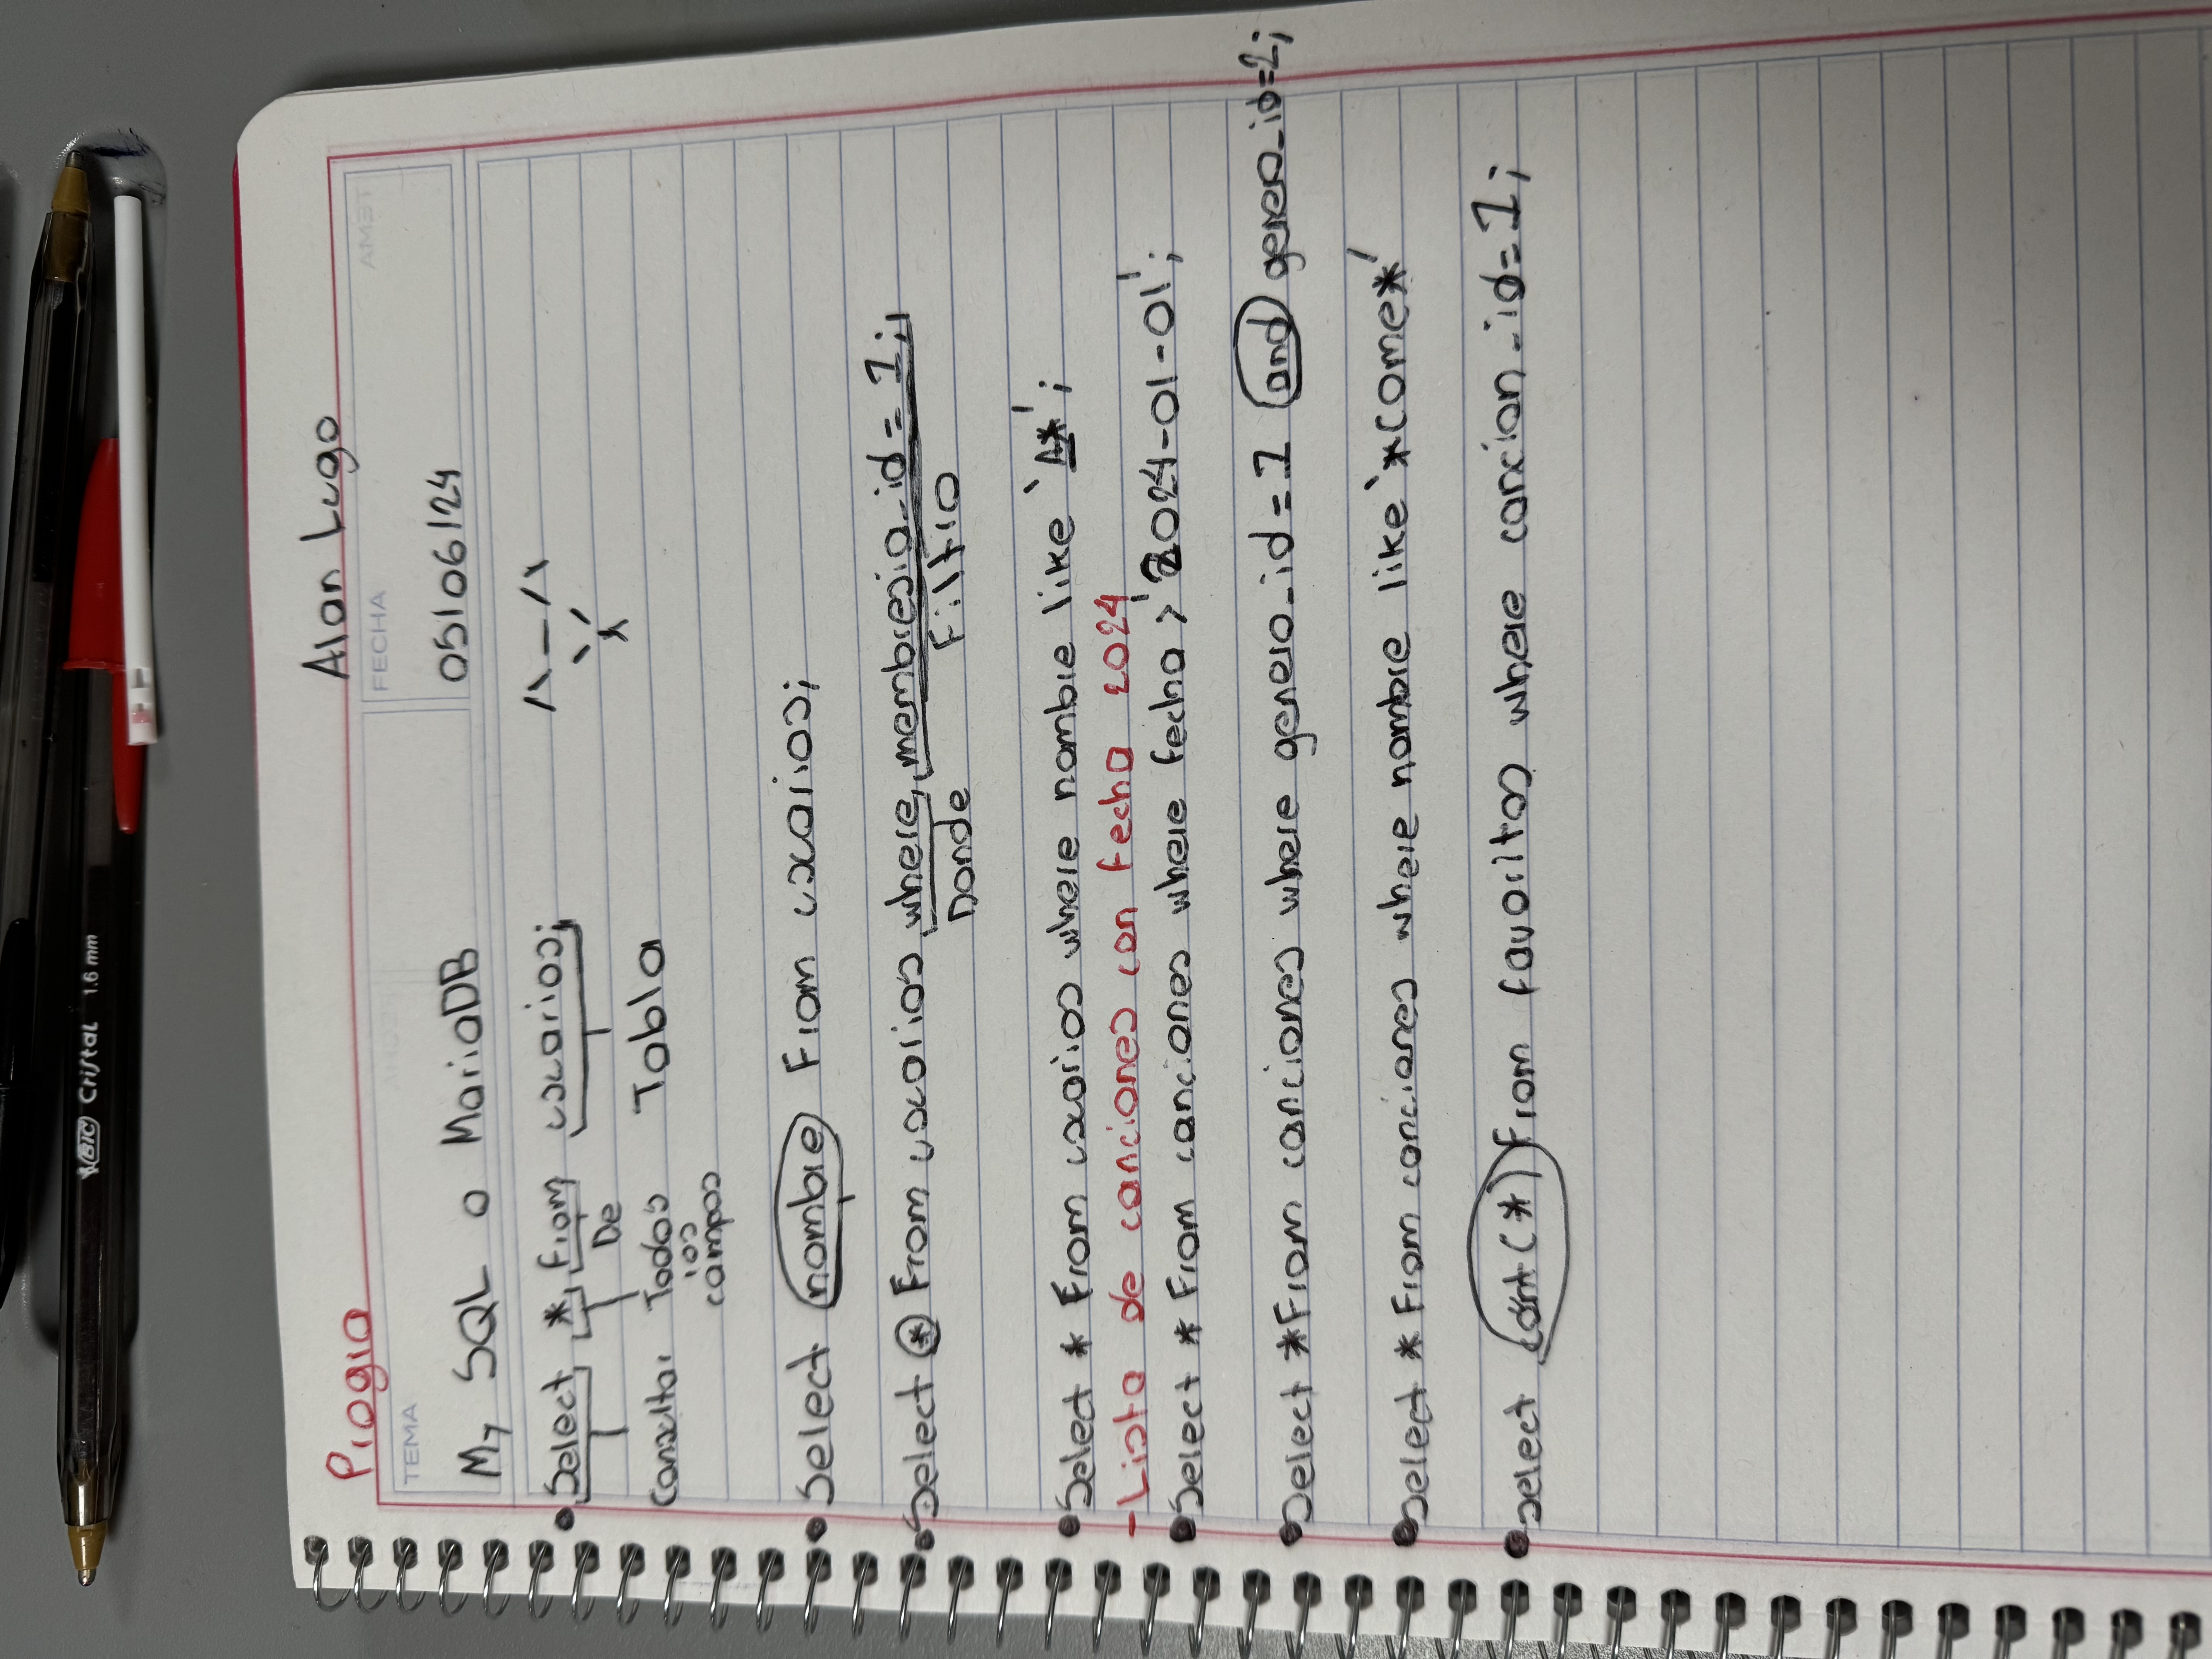 BIC Cristal 1.6 mm
Progra
Alan Lugo
TEMA
FECHA
My SQL o MariaDB
05/06/24
Select * From usuarios;
De
Consultar Todos Tabla
los
campos
Select nombre From usuarios;
Select * From usuarios where membresia_id = 1;
Donde Filtro
Select * From usuarios where nombre like 'A*';
-Lista de canciones con fecha 2024
Select * From canciones where fecha > '2024-01-01';
Select * From canciones where genero_id = 1 and genero_id=2;
Select * From canciones where nombre like '*come*'
Select cont(*) From favoritos where cancion_id=1;